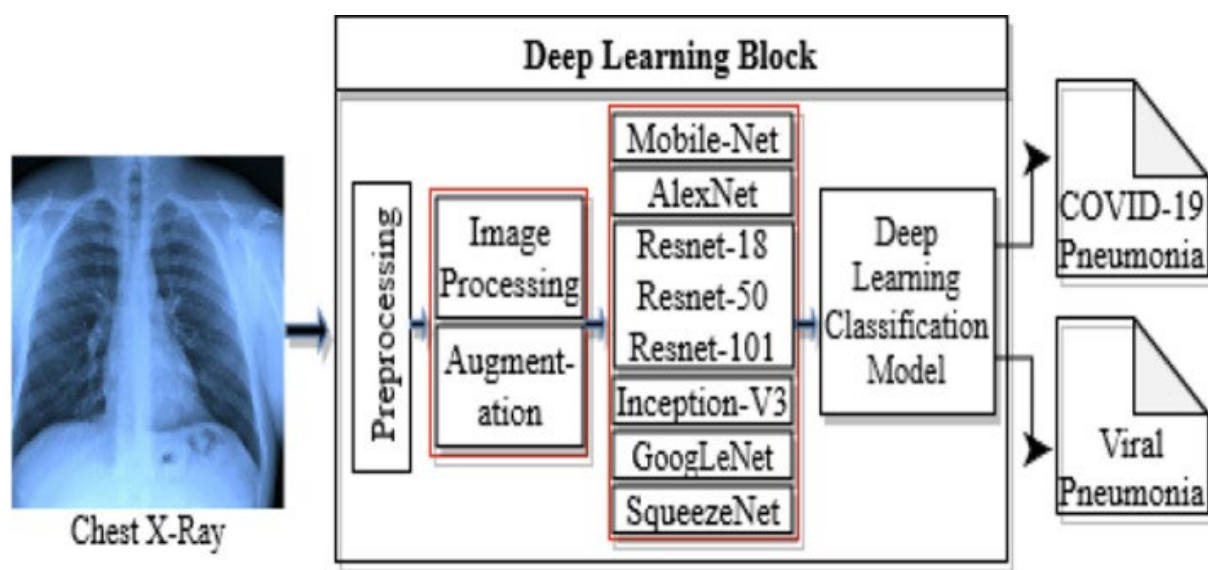 Deep Learning Block
Chest X-Ray
Preprocessing
Image
Processing
Augment-
ation
Mobile-Net
AlexNet
Resnet-18
Resnet-50
Resnet-101
Inception-V3
GoogLeNet
SqueezeNet
Deep
Learning
Classification
Model
COVID-19
Pneumonia
Viral
Pneumonia